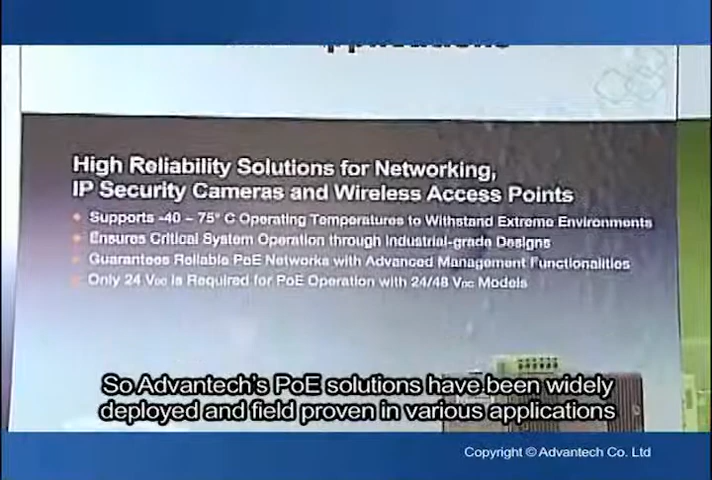 High Reliability Solutions for Networking,
IP Security Cameras and Wireless Access Points
Supports -40 ~ 75° C Operating Temperatures to Withstand Extreme Environments
Ensures Critical System Operation through Industrial-grade Designs
Guarantees Reliable PoE Networks with Advanced Management Functionalities
Only 24 VDC is Required for PoE Operation with 24/48 VDC Models
So Advantech's PoE solutions have been widely
deployed and field proven in various applications
Copyright © Advantech Co. Ltd